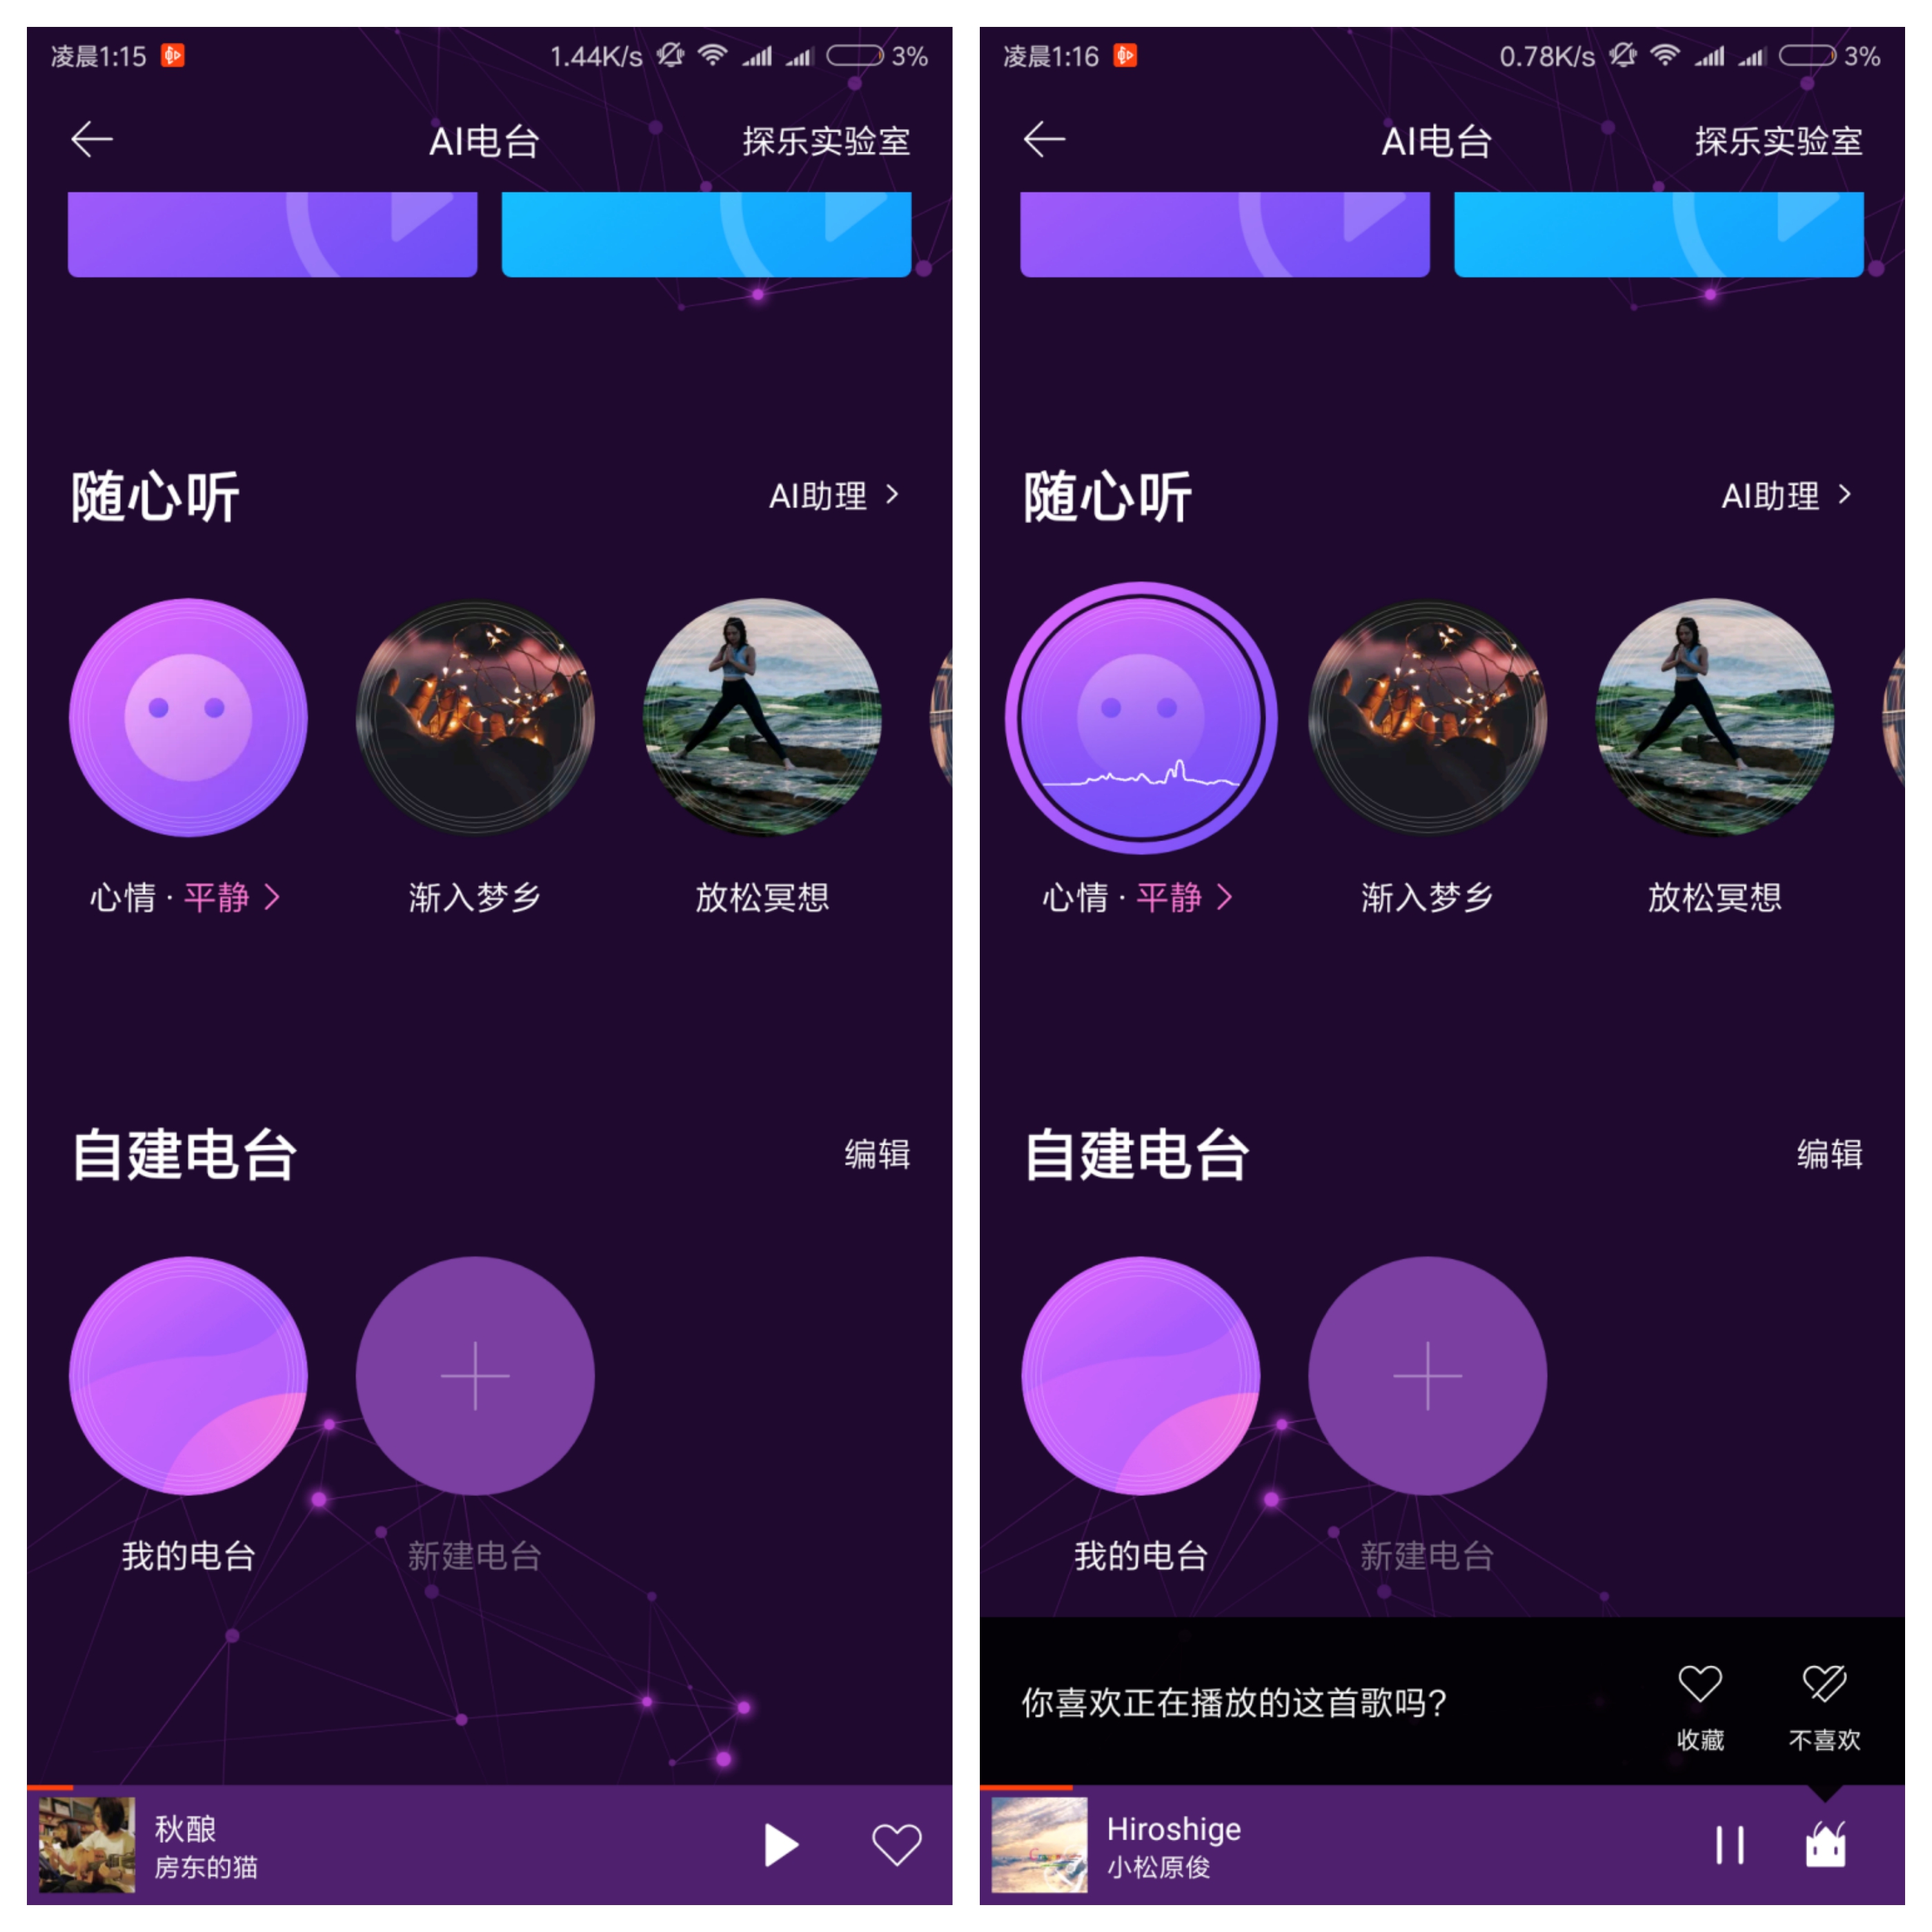 凌晨1:15 1.44K/s 3%
AI电台 探乐实验室
随心听 AI助理
心情 · 平静 渐入梦乡 放松冥想
自建电台 编辑
我的电台 新建电台
秋酿
房东的猫
凌晨1:16 0.78K/s 3%
AI电台 探乐实验室
随心听 AI助理
心情 · 平静 渐入梦乡 放松冥想
自建电台 编辑
我的电台 新建电台
你喜欢正在播放的这首歌吗?
收藏 不喜欢
Hiroshige
小松原俊